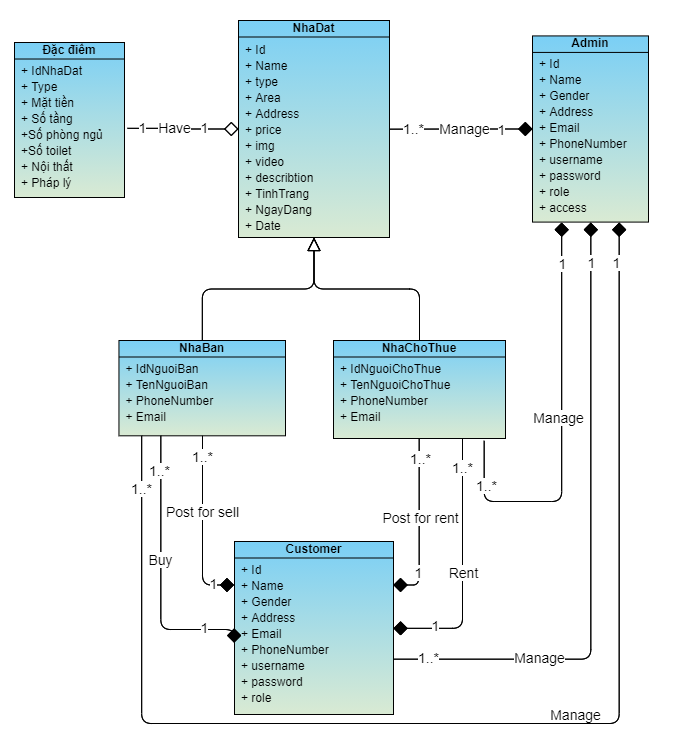 Đặc điểm
+ IdNhaDat
+ Type
+ Mặt tiền
+ Số tầng
+Số phòng ngủ
+Số toilet
+ Nội thất
+ Pháp lý
1
Have
1
NhaDat
+ Id
+ Name
+ type
+ Area
+ Address
+ price
+ img
+ video
+ describtion
+ TinhTrang
+ NgayDang
+ Date
1..*
Manage
1
Admin
+ Id
+ Name
+ Gender
+ Address
+ Email
+ PhoneNumber
+ username
+ password
+ role
+ access
1
1
1
NhaBan
+ IdNguoiBan
+ TenNguoiBan
+ PhoneNumber
+ Email
NhaChoThue
+ IdNguoiChoThue
+ TenNguoiChoThue
+ PhoneNumber
+ Email
Manage
1..*
1..*
1..*
1..*
1..*
1..*
Post for sell
Post for rent
Buy
Rent
1
1
1
1
Customer
+ Id
+ Name
+ Gender
+ Address
+ Email
+ PhoneNumber
+ username
+ password
+ role
1..*
Manage
Manage